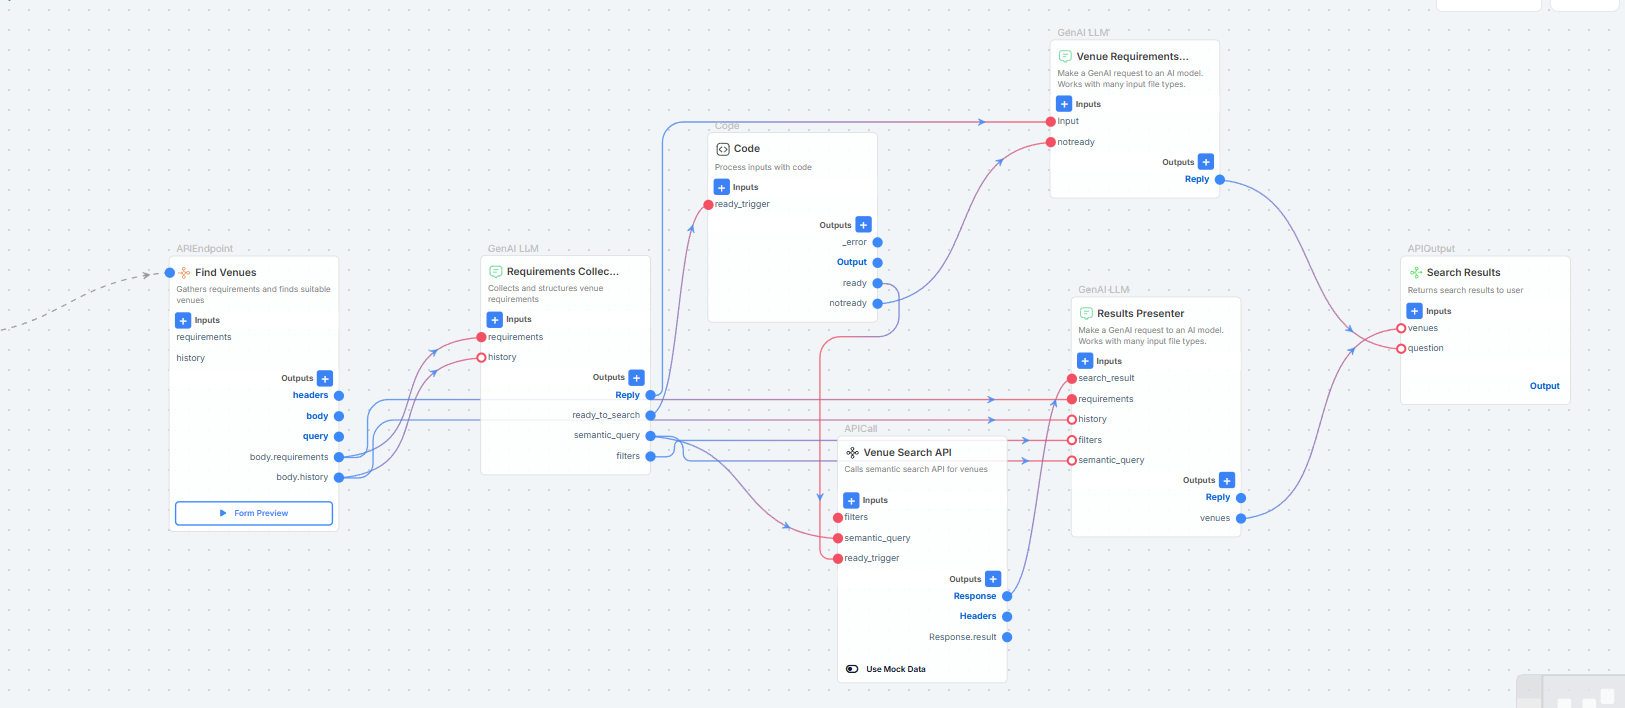 APIEndpoint
Find Venues
Gathers requirements and finds suitable
venues
Inputs
requirements
history
Outputs
headers
body
query
body.requirements
body.history
Form Preview
GenAI LLM
Requirements Collec...
Collects and structures venue
requirements
Inputs
requirements
history
Outputs
Reply
ready_to_search
semantic_query
filters
Code
Code
Process inputs with code
Inputs
ready_trigger
Outputs
_error
Output
ready
notready
APICall
Venue Search API
Calls semantic search API for venues
Inputs
filters
semantic_query
ready_trigger
Outputs
Response
Headers
Response.result
Use Mock Data
GenAI LLM
Venue Requirements...
Make a GenAI request to an AI model.
Works with many input file types.
Inputs
Input
notready
Outputs
Reply
GenAI LLM
Results Presenter
Make a GenAI request to an AI model.
Works with many input file types.
Inputs
search_result
requirements
history
filters
semantic_query
Outputs
Reply
venues
APIOutput
Search Results
Returns search results to user
Inputs
venues
question
Output